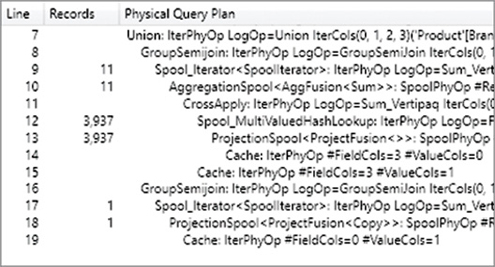 Line Records Physical Query Plan
7 Union: IterPhyOp LogOp=Union IterCols(0, 1, 2, 3)('Product'[Bran
8 GroupSemijoin: IterPhyOp LogOp=GroupSemiJoin IterCols(0, 1
9 11 Spool_Iterator<SpoolIterator>: IterPhyOp LogOp=Sum_Vert
10 11 AggregationSpool<AggFusion<Sum>>: SpoolPhyOp #Re
11 CrossApply: IterPhyOp LogOp=Sum_Vertipaq IterCols(0
12 3,937 Spool_MultiValuedHashLookup: IterPhyOp LogOp=F
13 3,937 ProjectionSpool<ProjectFusion<>>: SpoolPhyOp
14 Cache: IterPhyOp #FieldCols=3 #ValueCols=0
15 Cache: IterPhyOp #FieldCols=3 #ValueCols=1
16 GroupSemijoin: IterPhyOp LogOp=GroupSemiJoin IterCols(0, 1
17 1 Spool_Iterator<SpoolIterator>: IterPhyOp LogOp=Sum_Vert
18 1 ProjectionSpool<ProjectFusion<Copy>>: SpoolPhyOp #R
19 Cache: IterPhyOp #FieldCols=0 #ValueCols=1